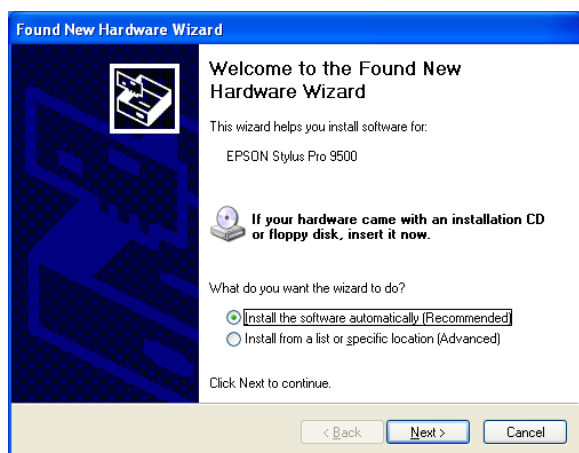 Found New Hardware Wizard
Welcome to the Found New
Hardware Wizard
This wizard helps you install software for:
EPSON Stylus Pro 9500
If your hardware came with an installation CD
or floppy disk, insert it now.
What do you want the wizard to do?
Install the software automatically (Recommended)
Install from a list or specific location (Advanced)
Click Next to continue.
< Back Next > Cancel